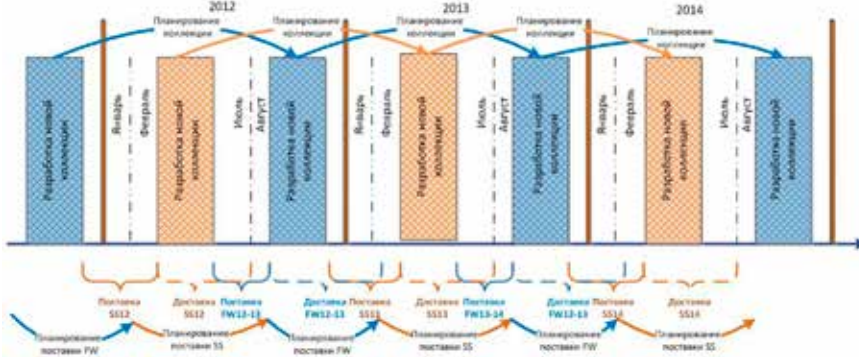 2012
2013
2014
Планирование
коллекции
Планирование
коллекции
Планирование
коллекции
Планирование
коллекции
Планирование
коллекции
Разработка новой
коллекции
Январь
Февраль
Разработка новой
коллекции
Июль
Август
Разработка новой
коллекции
Январь
Февраль
Разработка новой
коллекции
Июль
Август
Разработка новой
коллекции
Январь
Февраль
Разработка новой
коллекции
Июль
Август
Разработка новой
коллекции
Поставка
SS12
Доставка
SS12
Поставка
FW12-13
Доставка
FW12-13
Поставка
SS13
Доставка
SS13
Поставка
FW13-14
Доставка
FW12-13
Поставка
SS14
Доставка
SS14
Планирование
поставки FW
Планирование
поставки SS
Планирование
поставки FW
Планирование
поставки SS
Планирование
поставки FW
Планирование
поставки SS